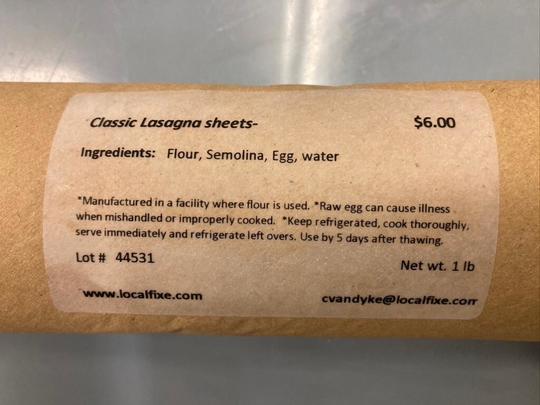 Classic Lasagna sheets- $6.00
Ingredients: Flour, Semolina, Egg, water
*Manufactured in a facility where flour is used. *Raw egg can cause illness
when mishandled or improperly cooked. *Keep refrigerated, cook thoroughly,
serve immediately and refrigerate left overs. Use by 5 days after thawing.
Lot # 44531
Net wt. 1 lb
www.localfixe.com cvandyke@localfixe.com